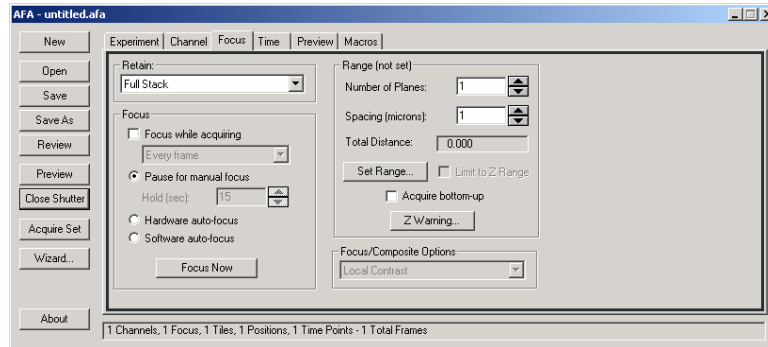 AFA - untitled.afa
New
Open
Save
Save As
Review
Preview
Close Shutter
Acquire Set
Wizard...
About
Experiment Channel Focus Time Preview Macros
Retain:
Full Stack
Focus
Focus while acquiring
Every frame
Pause for manual focus
Hold (sec): 15
Hardware auto-focus
Software auto-focus
Focus Now
Range (not set)
Number of Planes: 1
Spacing (microns): 1
Total Distance: 0.000
Set Range... Limit to Z Range
Acquire bottom-up
Z Warning...
Focus/Composite Options
Local Contrast
1 Channels, 1 Focus, 1 Tiles, 1 Positions, 1 Time Points - 1 Total Frames